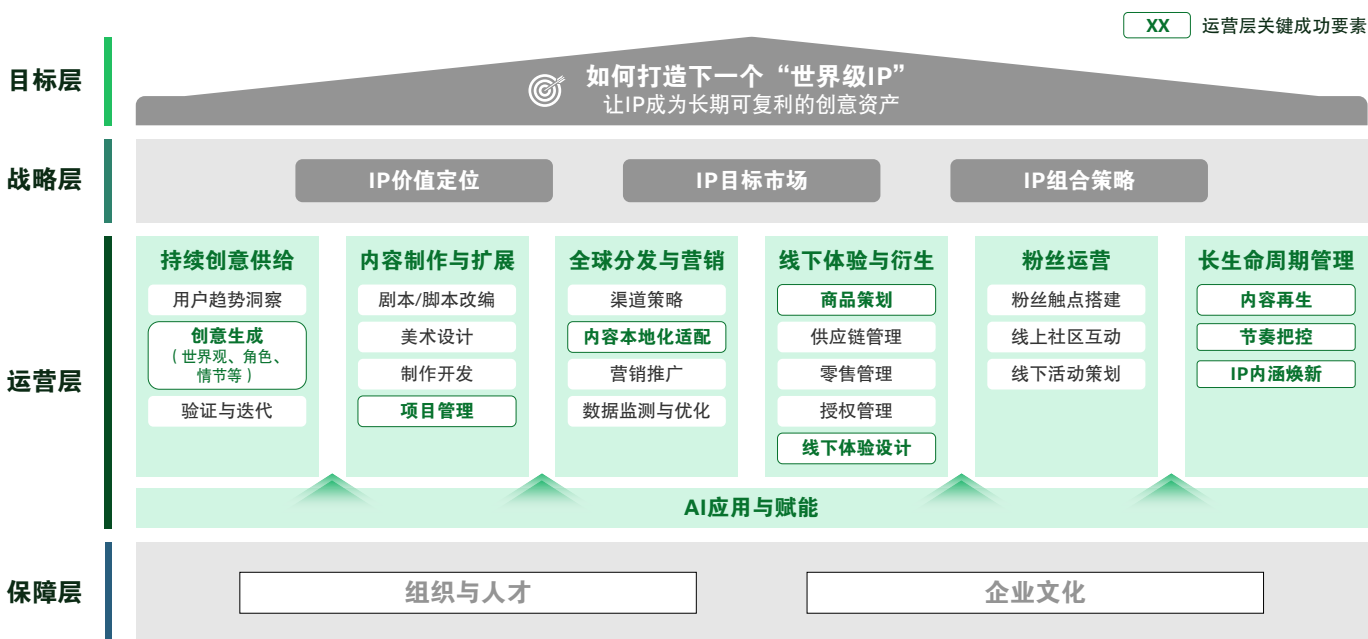 XX 运营层关键成功要素
目标层
如何打造下一个“世界级IP”
让IP成为长期可复利的创意资产
战略层
IP价值定位
IP目标市场
IP组合策略
运营层
持续创意供给
用户趋势洞察
创意生成
（世界观、角色、
情节等）
验证与迭代
内容制作与扩展
剧本/脚本改编
美术设计
制作开发
项目管理
全球分发与营销
渠道策略
内容本地化适配
营销推广
数据监测与优化
线下体验与衍生
商品策划
供应链管理
零售管理
授权管理
线下体验设计
粉丝运营
粉丝触点搭建
线上社区互动
线下活动策划
长生命周期管理
内容再生
节奏把控
IP内涵焕新
AI应用与赋能
保障层
组织与人才
企业文化